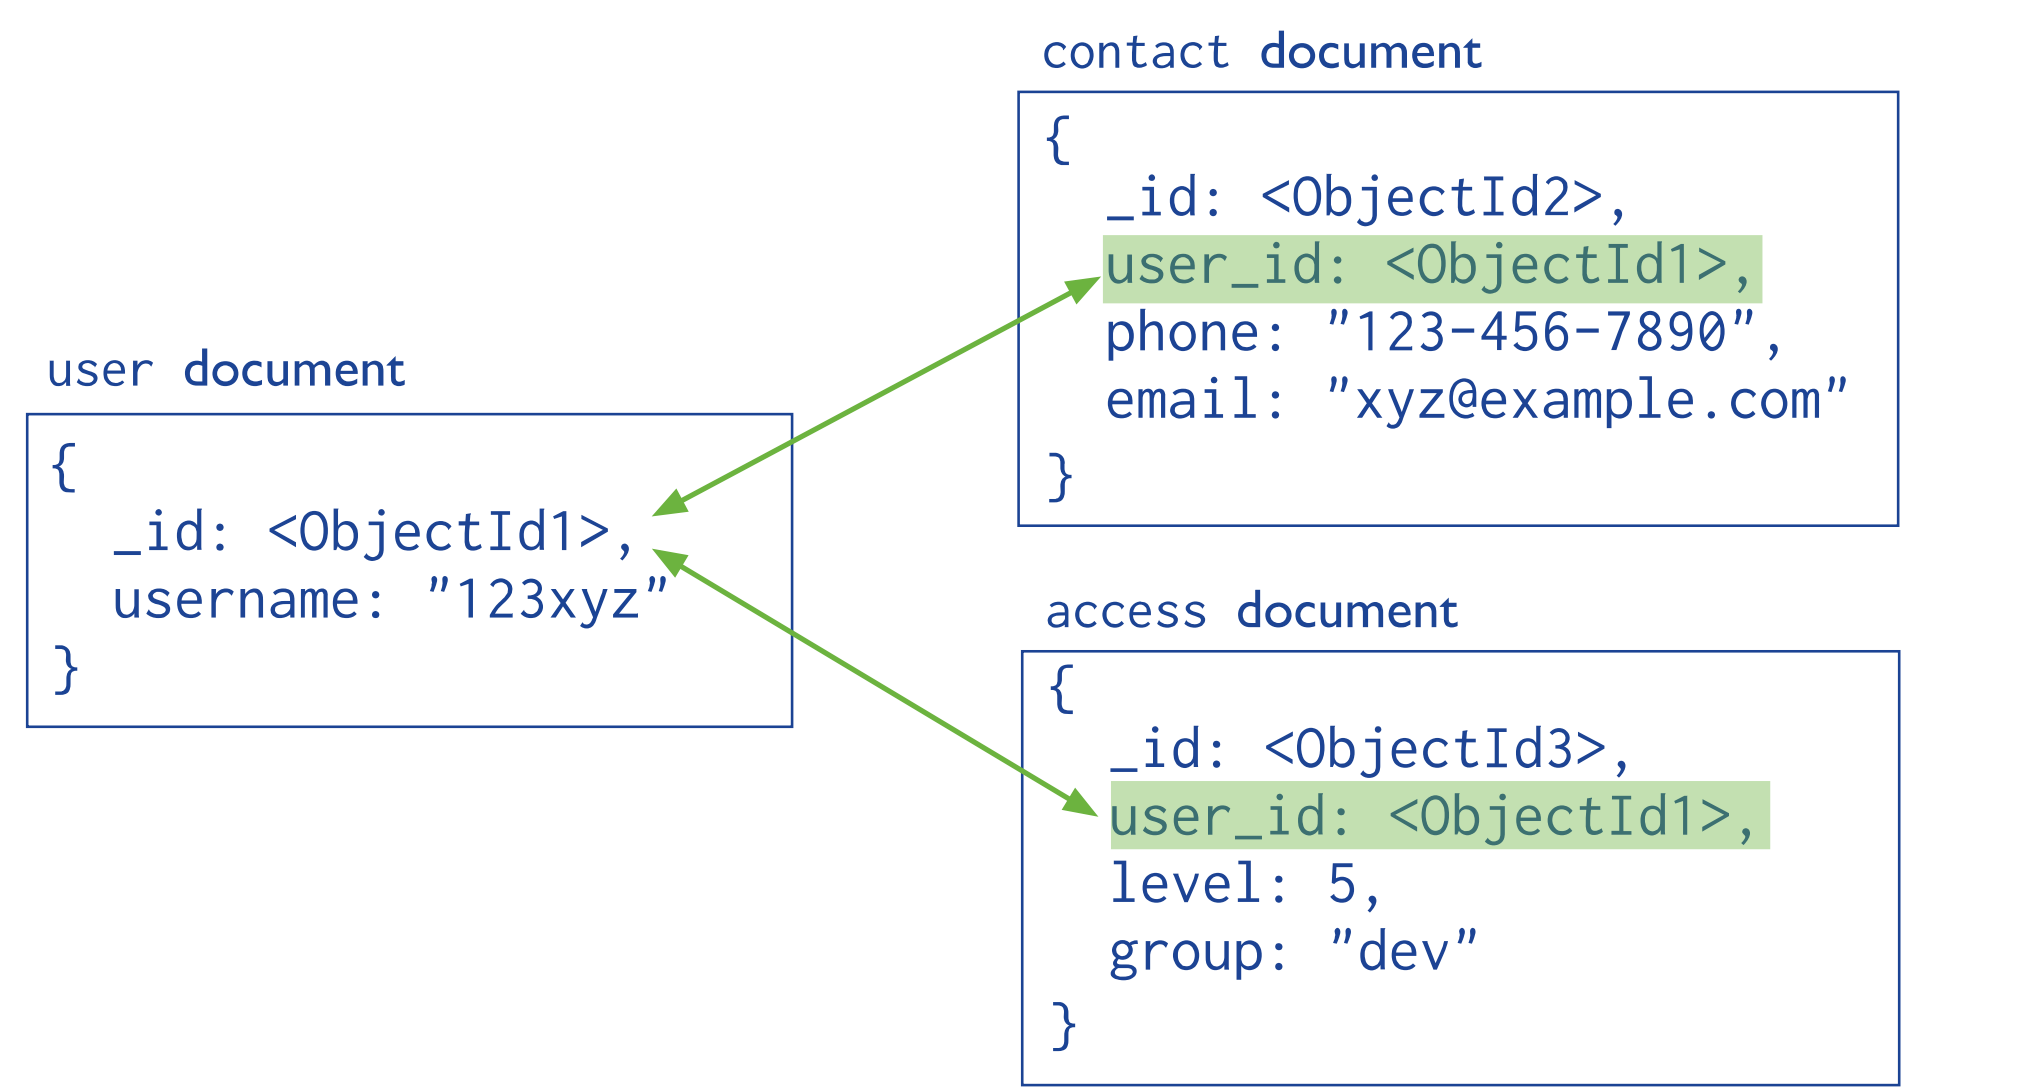 user document
{
_id: <ObjectId1>,
username: "123xyz"
}
contact document
{
_id: <ObjectId2>,
user_id: <ObjectId1>,
phone: "123-456-7890",
email: "xyz@example.com"
}
access document
{
_id: <ObjectId3>,
user_id: <ObjectId1>,
level: 5,
group: "dev"
}